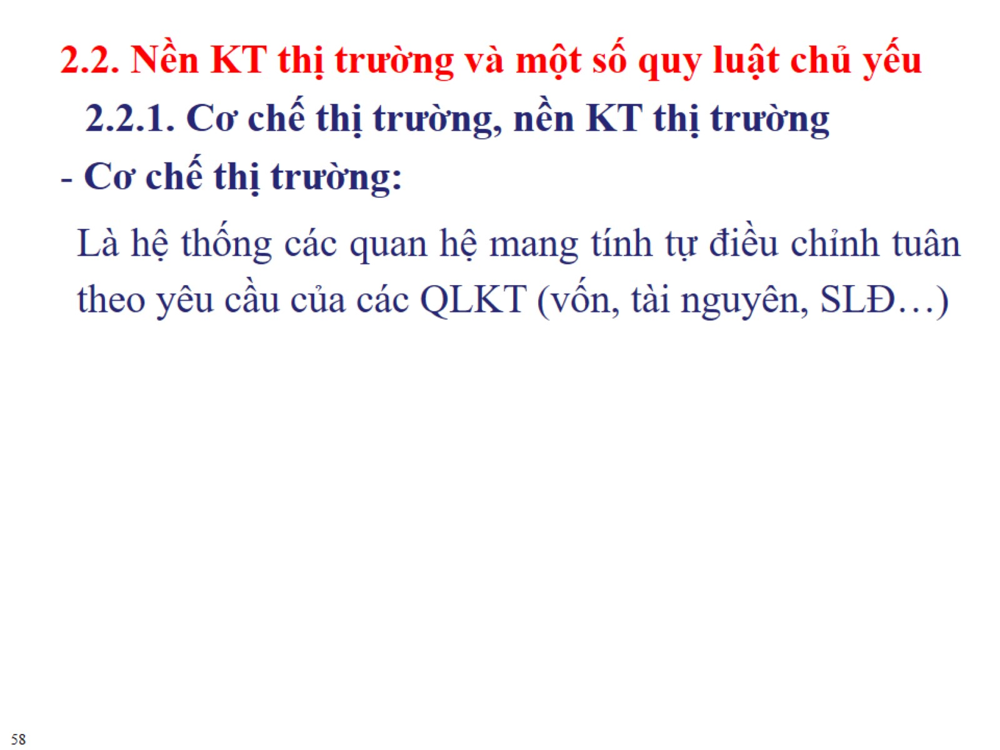 2.2. Nền KT thị trường và một số quy luật chủ yếu
2.2.1. Cơ chế thị trường, nền KT thị trường
- Cơ chế thị trường:
Là hệ thống các quan hệ mang tính tự điều chỉnh tuân
theo yêu cầu của các QLKT (vốn, tài nguyên, SLĐ…)
58